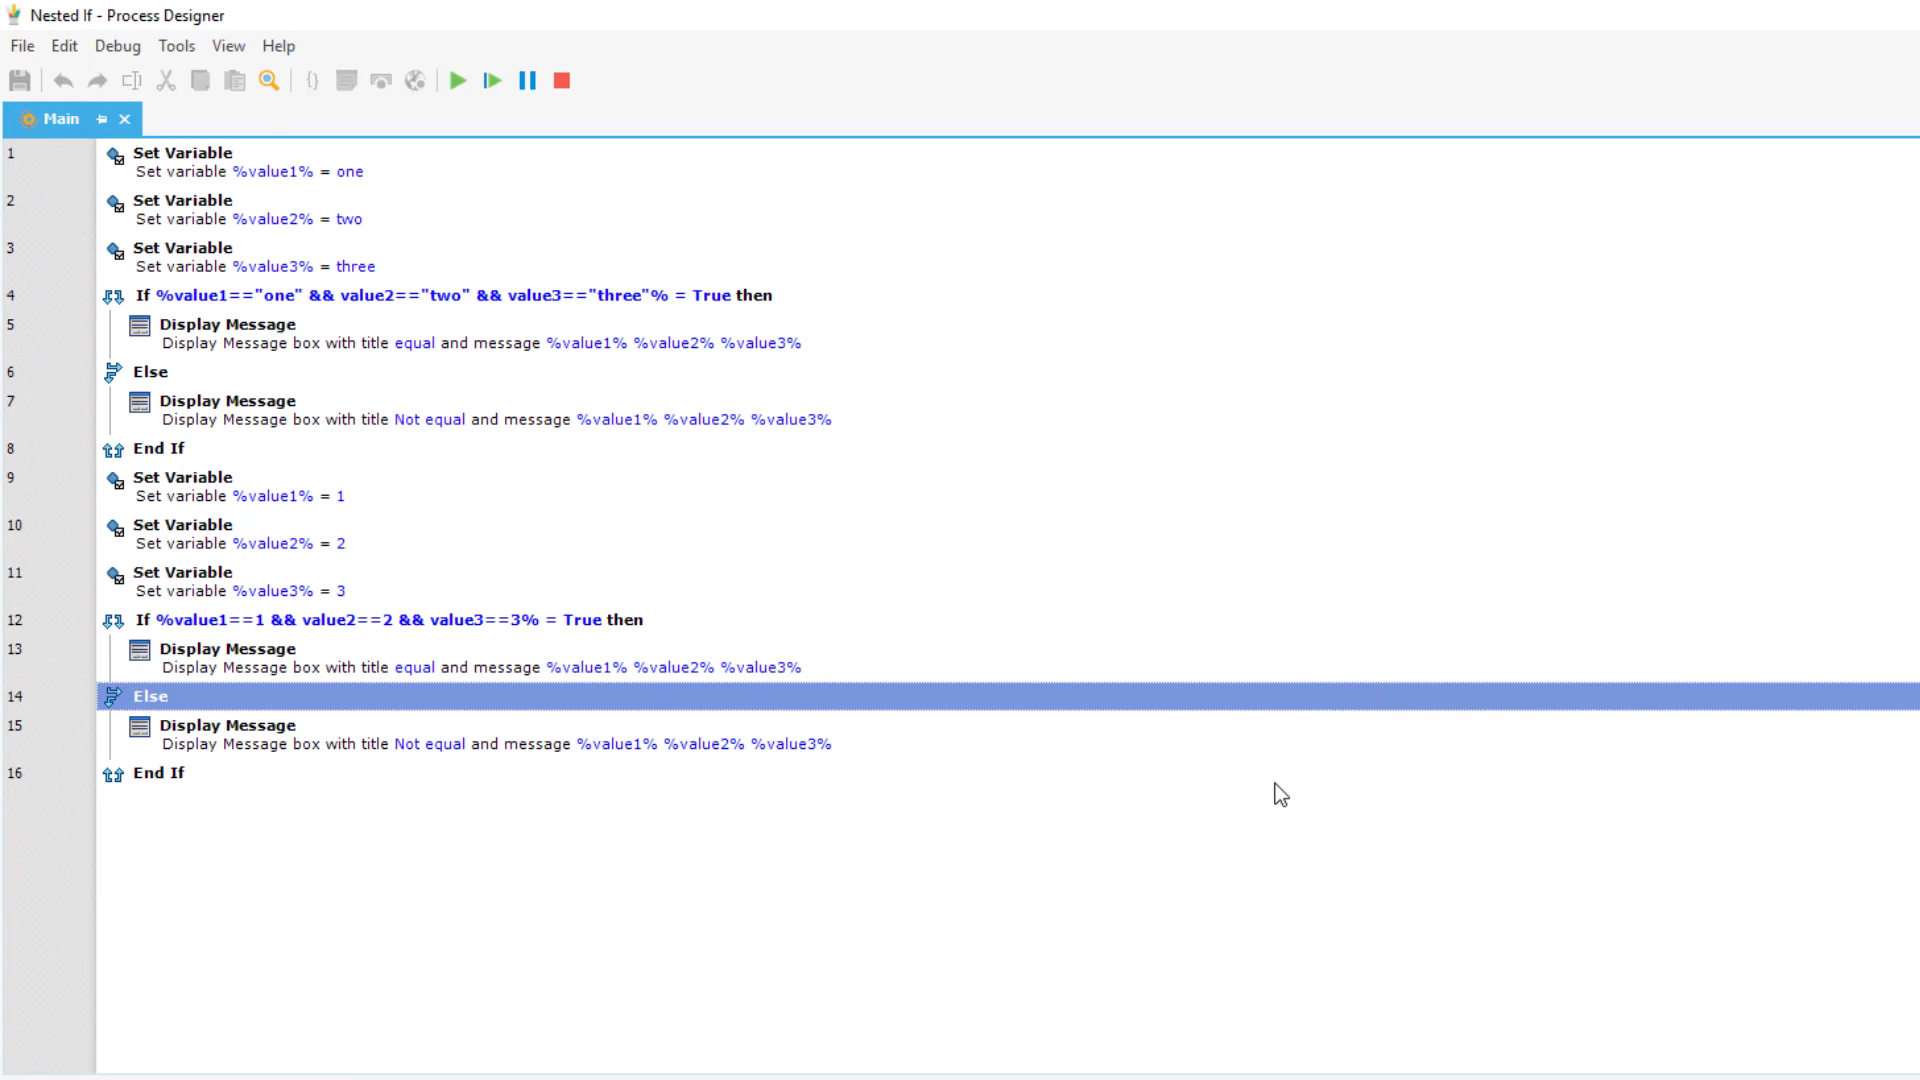 Nested If - Process Designer
File Edit Debug Tools View Help
Main
1 Set Variable
Set variable %value1% = one
2 Set Variable
Set variable %value2% = two
3 Set Variable
Set variable %value3% = three
4 If %value1=="one" && value2=="two" && value3=="three"% = True then
5 Display Message
Display Message box with title equal and message %value1% %value2% %value3%
6 Else
7 Display Message
Display Message box with title Not equal and message %value1% %value2% %value3%
8 End If
9 Set Variable
Set variable %value1% = 1
10 Set Variable
Set variable %value2% = 2
11 Set Variable
Set variable %value3% = 3
12 If %value1==1 && value2==2 && value3==3% = True then
13 Display Message
Display Message box with title equal and message %value1% %value2% %value3%
14 Else
15 Display Message
Display Message box with title Not equal and message %value1% %value2% %value3%
16 End If